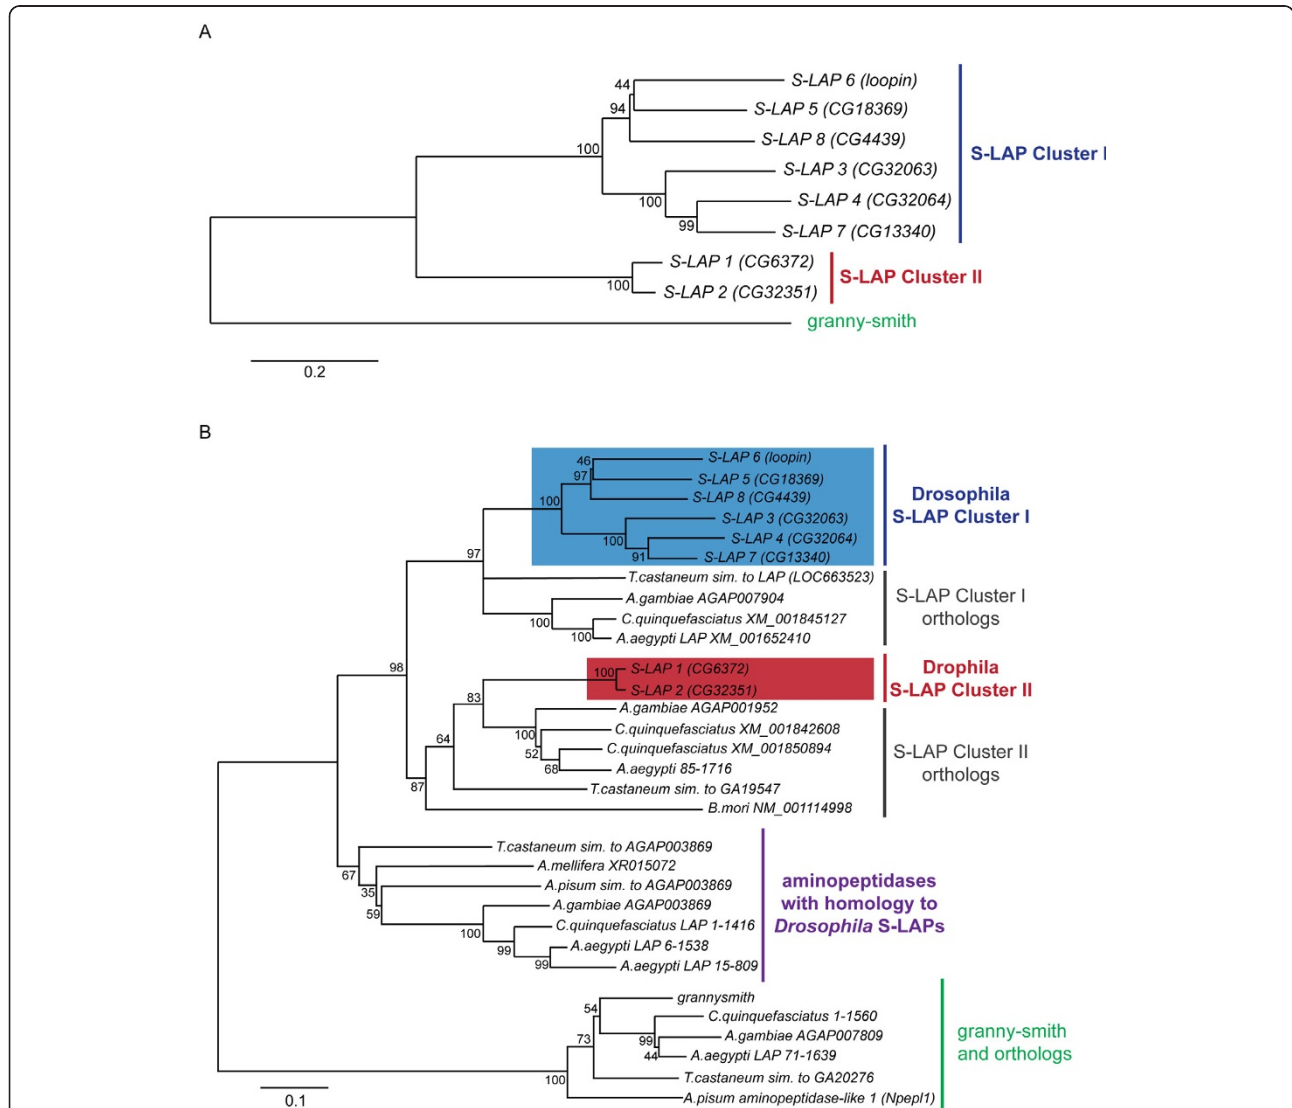 A
44
S-LAP 6 (loopin)
94
S-LAP 5 (CG18369)
S-LAP 8 (CG4439)
100
S-LAP 3 (CG32063)
100
S-LAP 4 (CG32064)
99
S-LAP 7 (CG13340)
S-LAP Cluster I
S-LAP 1 (CG6372)
100
S-LAP 2 (CG32351)
S-LAP Cluster II
granny-smith
0.2
B
46
S-LAP 6 (loopin)
97
S-LAP 5 (CG18369)
100
S-LAP 8 (CG4439)
S-LAP 3 (CG32063)
100
S-LAP 4 (CG32064)
91
S-LAP 7 (CG13340)
Drosophila
S-LAP Cluster I
97
T.castaneum sim. to LAP (LOC663523)
A.gambiae AGAP007904
100
C.quinquefasciatus XM_001845127
100
A.aegypti LAP XM_001652410
S-LAP Cluster I
orthologs
98
100
S-LAP 1 (CG6372)
S-LAP 2 (CG32351)
Drophila
S-LAP Cluster II
83
A.gambiae AGAP001952
100
C.quinquefasciatus XM_001842608
64
52
C.quinquefasciatus XM_001850894
68
A.aegypti 85-1716
87
T.castaneum sim. to GA19547
B.mori NM_001114998
S-LAP Cluster II
orthologs
T.castaneum sim. to AGAP003869
67
A.mellifera XR015072
35
A.pisum sim. to AGAP003869
59
A.gambiae AGAP003869
100
C.quinquefasciatus LAP 1-1416
99
A.aegypti LAP 6-1538
99
A.aegypti LAP 15-809
aminopeptidases
with homology to
Drosophila S-LAPs
54
grannysmith
C.quinquefasciatus 1-1560
73
99
A.gambiae AGAP007809
44
A.aegypti LAP 71-1639
100
T.castaneum sim. to GA20276
A.pisum aminopeptidase-like 1 (Npepl1)
granny-smith
and orthologs
0.1